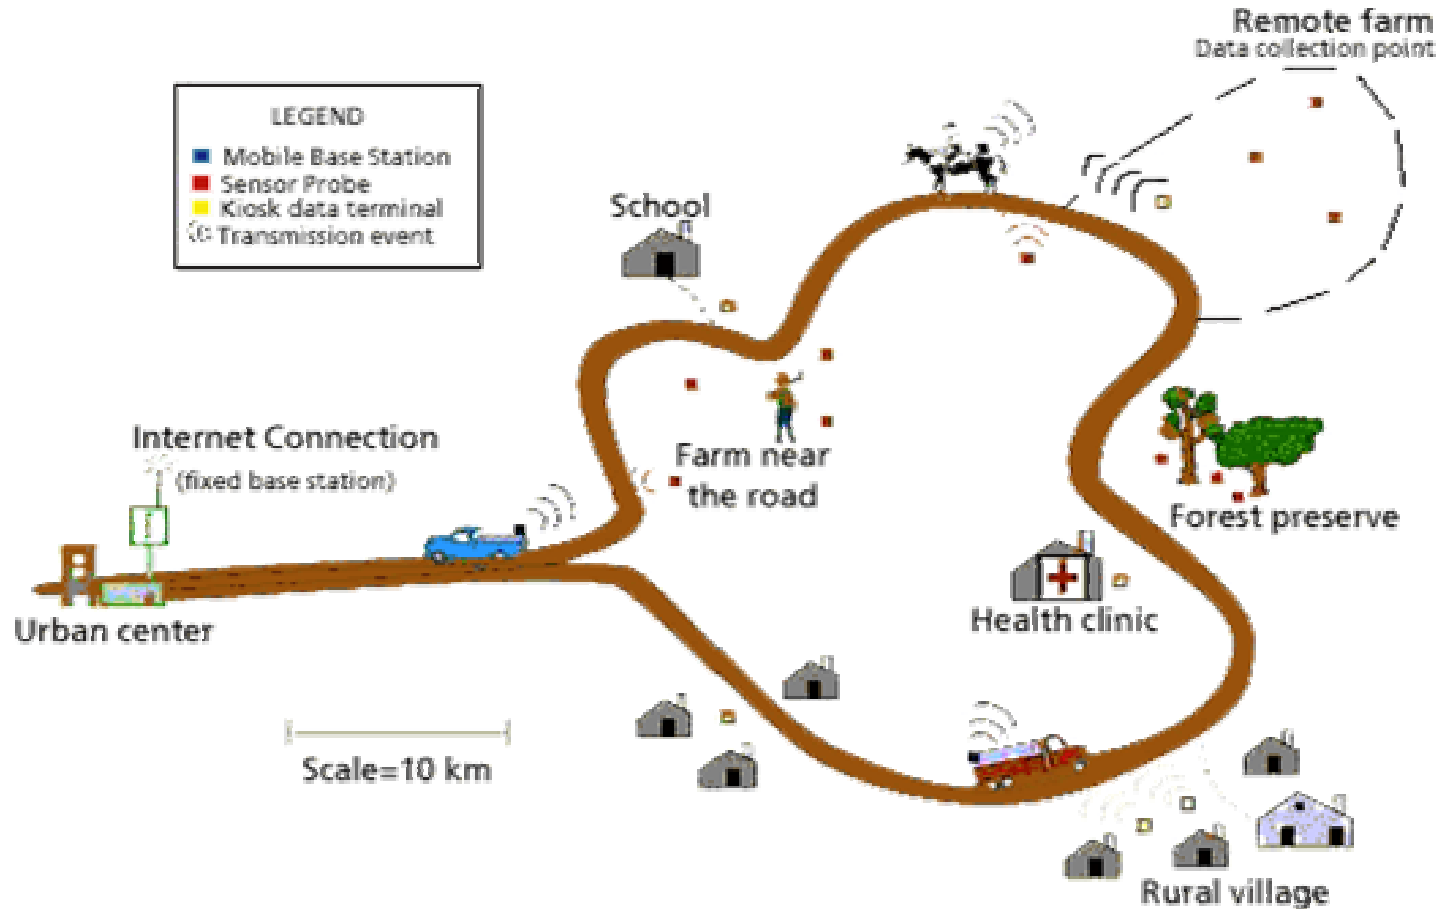 Remote farm
Data collection point
LEGEND
Mobile Base Station
Sensor Probe
Kiosk data terminal
Transmission event
School
Internet Connection
(fixed base station)
Farm near
the road
Forest preserve
Health clinic
Urban center
Scale=10 km
Rural village